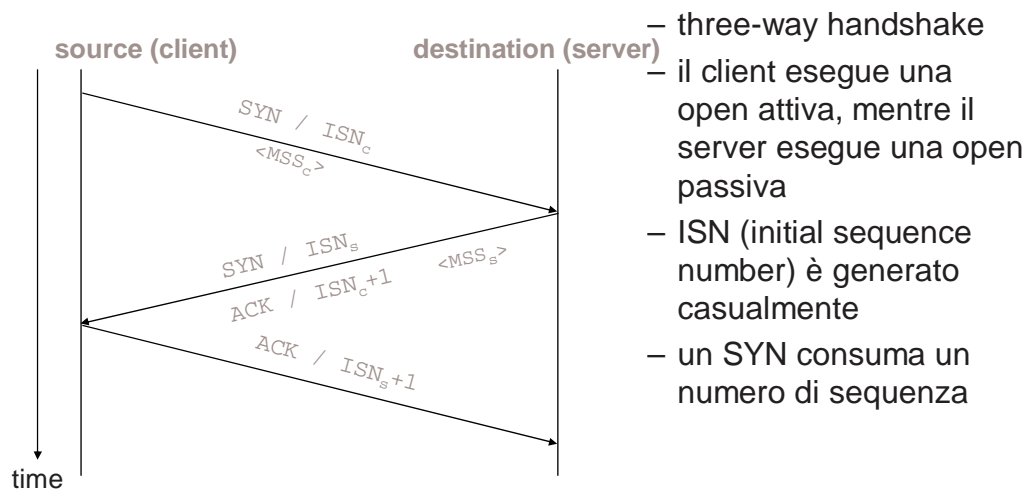 source (client)
destination (server)
SYN / ISNc
<MSSc>
SYN / ISNs
<MSSs>
ACK / ISNc+1
ACK / ISNs+1
time
– three-way handshake
– il client esegue una
open attiva, mentre il
server esegue una open
passiva
– ISN (initial sequence
number) è generato
casualmente
– un SYN consuma un
numero di sequenza